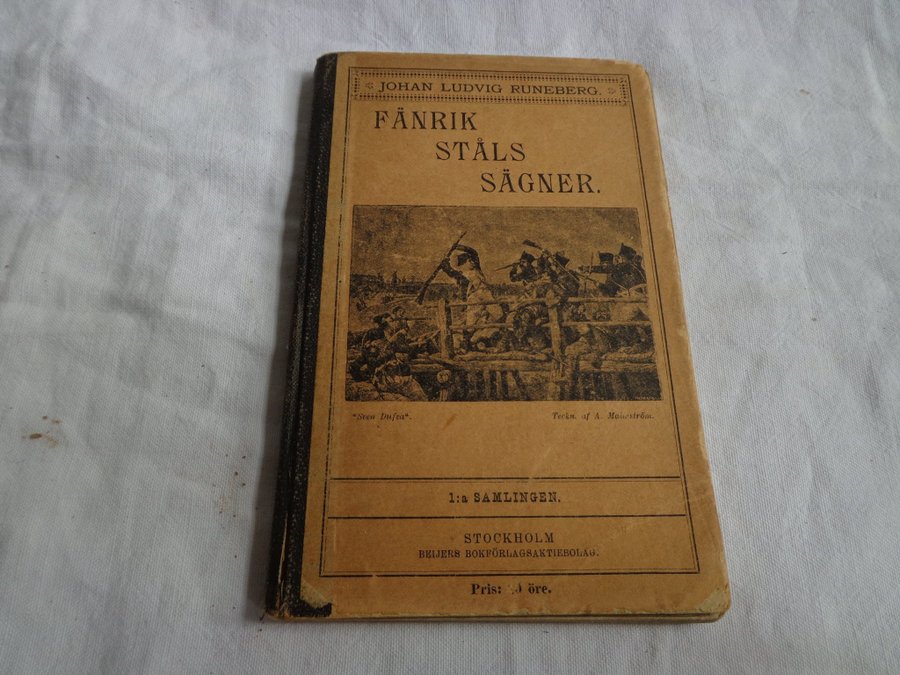 JOHAN LUDVIG RUNEBERG.
FÄNRIK
STÅLS
SÄGNER.
"Sven Dufva".
Teckn. af A. Malmström.
1:a SAMLINGEN.
STOCKHOLM
BEIJERS BOKFÖRLAGSAKTIEBOLAG.
Pris: öre.